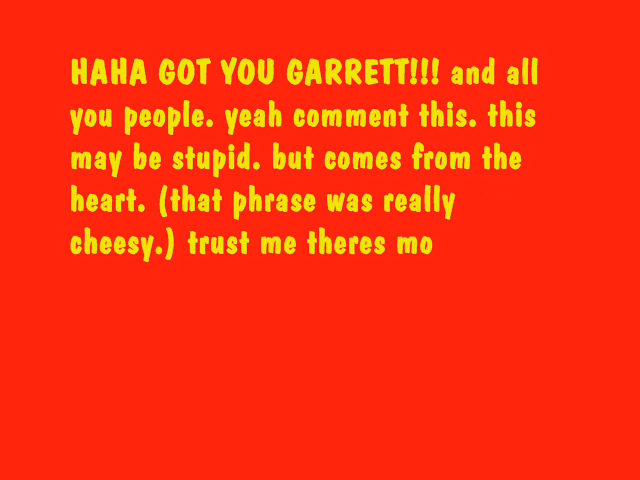 HAHA GOT YOU GARRETT!!! and all
you people. yeah comment this. this
may be stupid. but comes from the
heart. (that phrase was really
cheesy.) trust me theres mo